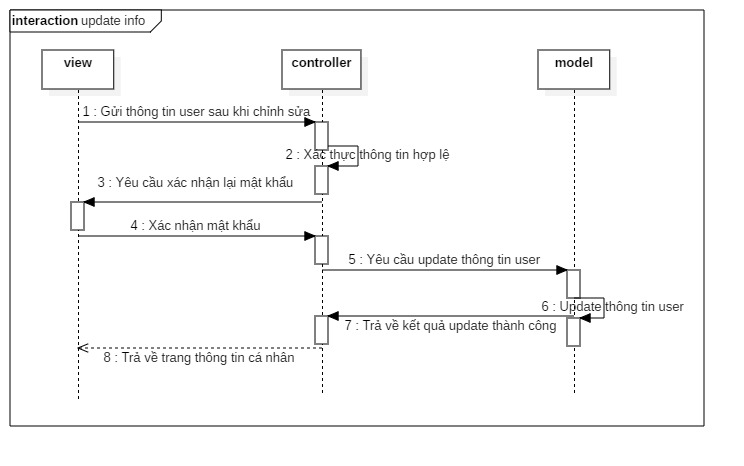 interaction update info
view
controller
model
1 : Gửi thông tin user sau khi chỉnh sửa
2 : Xác thực thông tin hợp lệ
3 : Yêu cầu xác nhận lại mật khẩu
4 : Xác nhận mật khẩu
5 : Yêu cầu update thông tin user
6 : Update thông tin user
7 : Trả về kết quả update thành công
8 : Trả về trang thông tin cá nhân